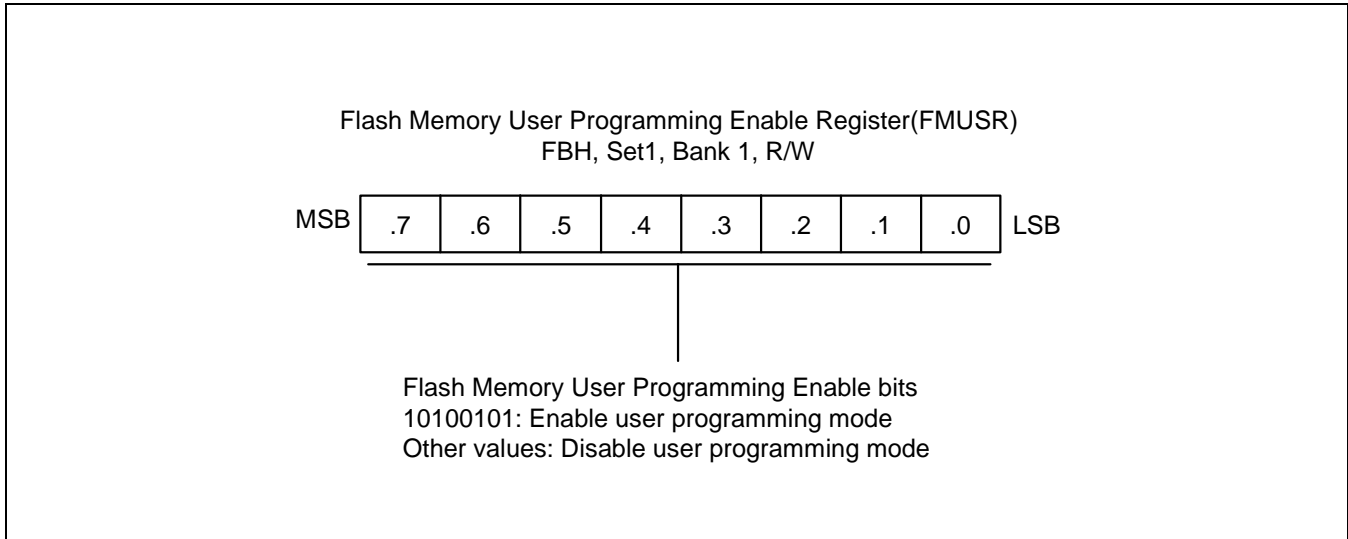 Flash Memory User Programming Enable Register(FMUSR)
FBH, Set1, Bank 1, R/W
MSB .7 .6 .5 .4 .3 .2 .1 .0 LSB
Flash Memory User Programming Enable bits
10100101: Enable user programming mode
Other values: Disable user programming mode